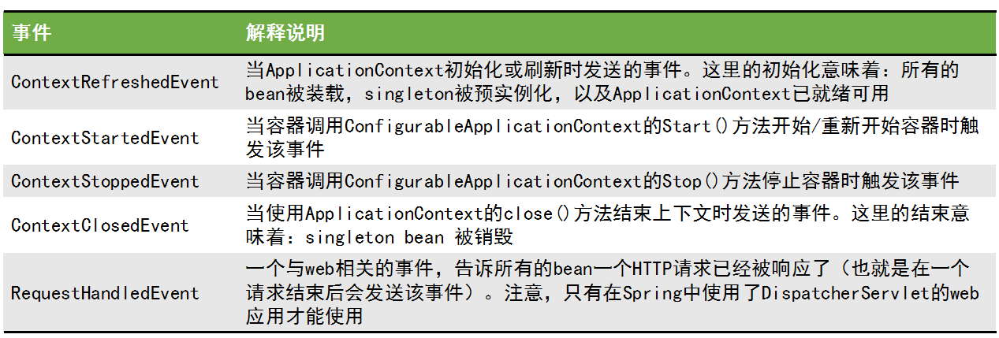 事件 解释说明
ContextRefreshedEvent 当ApplicationContext初始化或刷新时发送的事件。这里的初始化意味着：所有的
bean被装载，singleton被预实例化，以及ApplicationContext已就绪可用
ContextStartedEvent 当容器调用ConfigurableApplicationContext的Start()方法开始/重新开始容器时触
发该事件
ContextStoppedEvent 当容器调用ConfigurableApplicationContext的Stop()方法停止容器时触发该事件
ContextClosedEvent 当使用ApplicationContext的close()方法结束上下文时发送的事件。这里的结束意
味着：singleton bean 被销毁
RequestHandledEvent 一个与web相关的事件，告诉所有的bean一个HTTP请求已经被响应了（也就是在一个
请求结束后会发送该事件）。注意，只有在Spring中使用了DispatcherServlet的web
应用才能使用